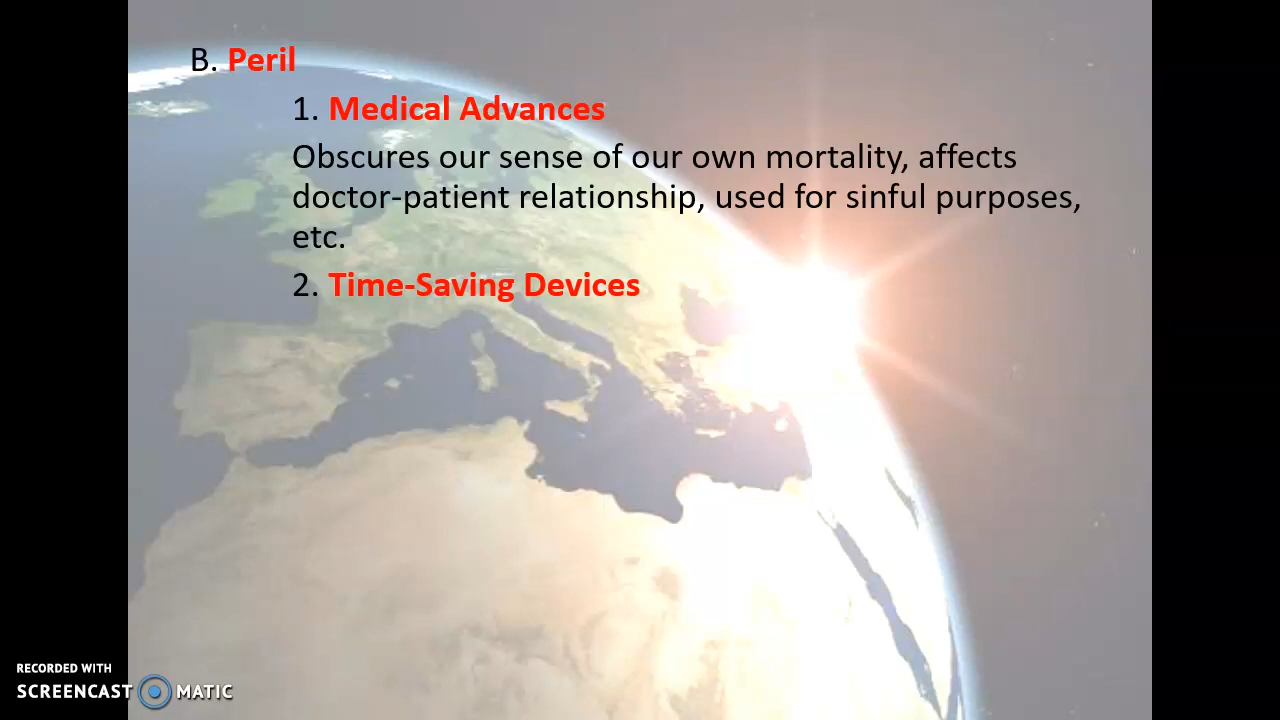 B. Peril
1. Medical Advances
Obscures our sense of our own mortality, affects
doctor-patient relationship, used for sinful purposes,
etc.
2. Time-Saving Devices
RECORDED WITH
SCREENCAST MATIC